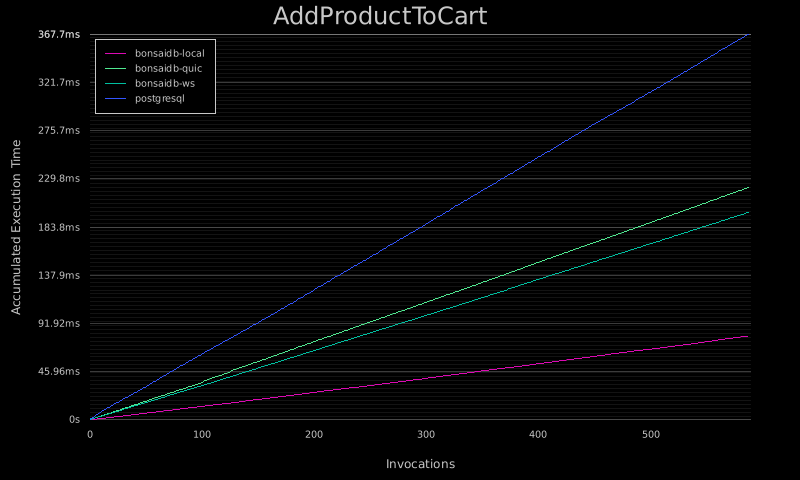 AddProductToCart
367.7ms
321.7ms
275.7ms
229.8ms
183.8ms
137.9ms
91.92ms
45.96ms
0s
bonsaidb-local
bonsaidb-quic
bonsaidb-ws
postgresql
Accumulated Execution Time
0 100 200 300 400 500
Invocations